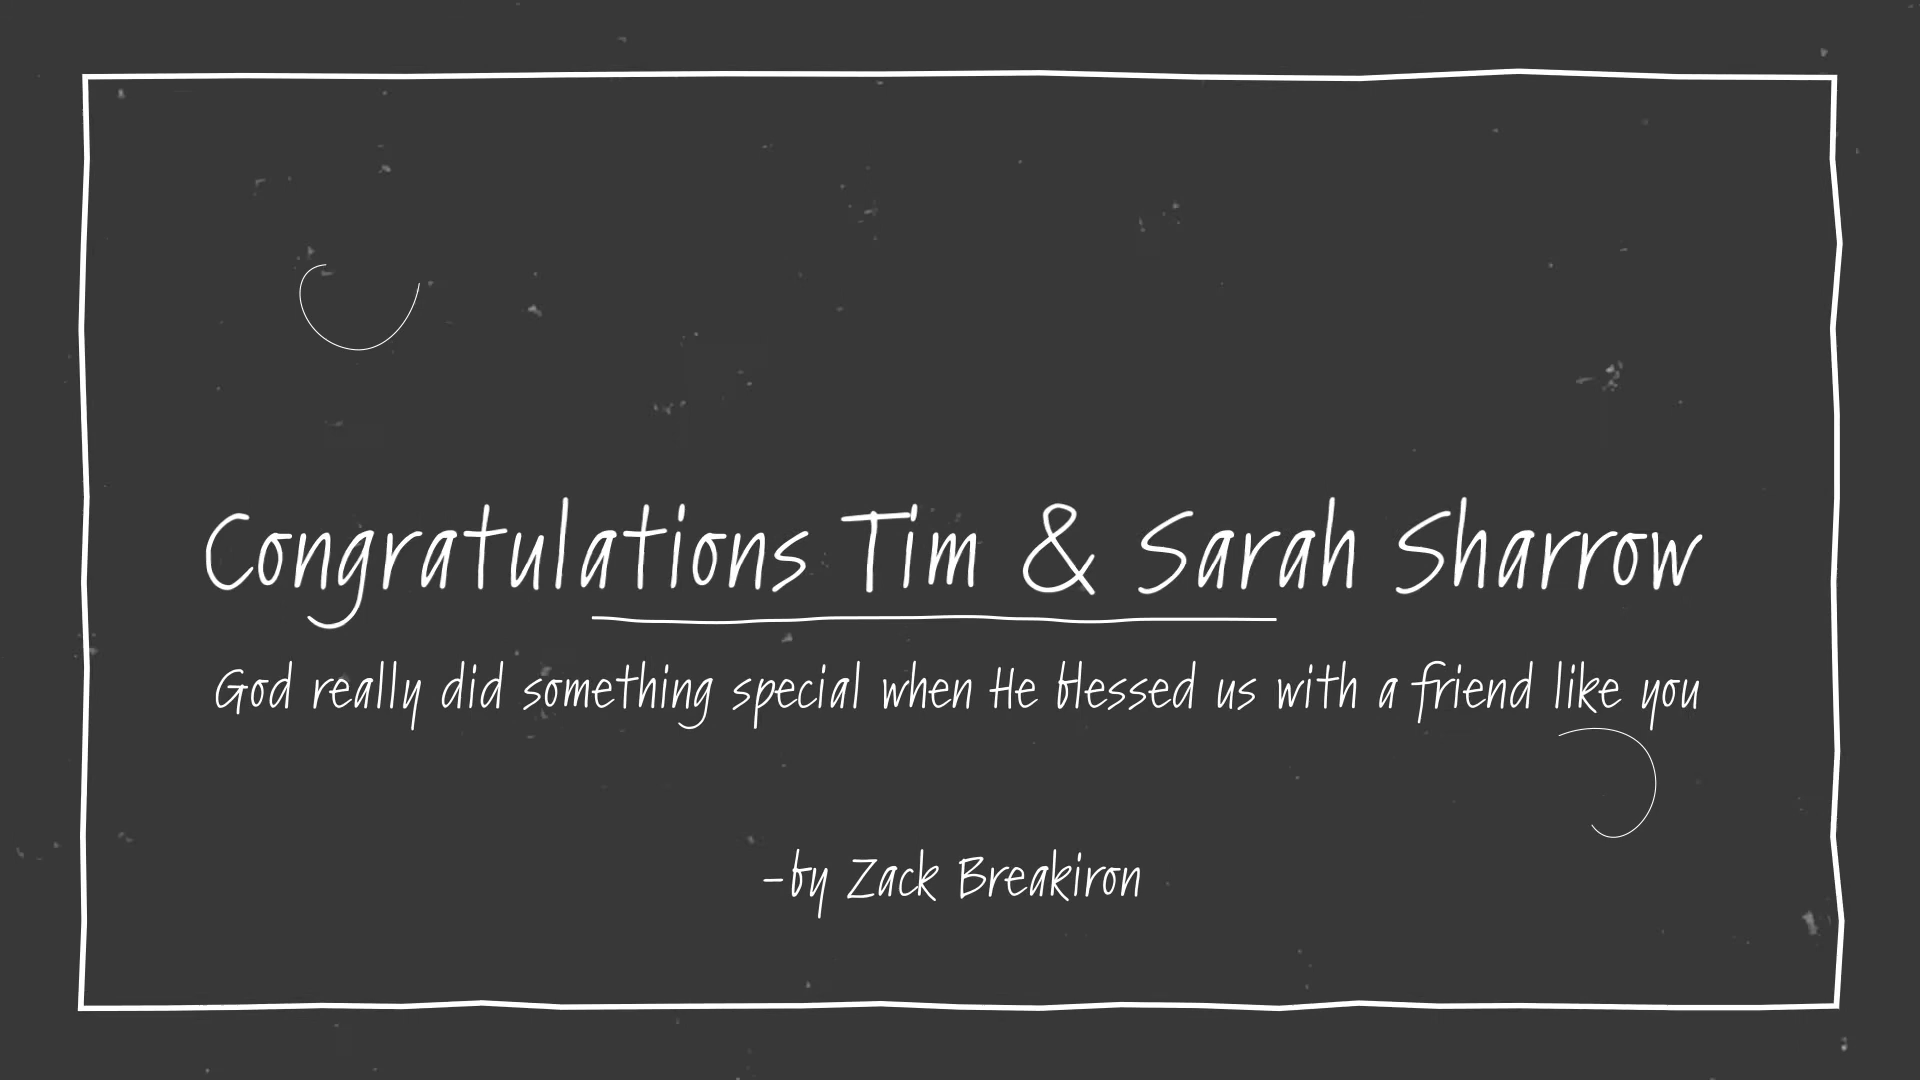 Congratulations Tim & Sarah Sharrow
God really did something special when He blessed us with a friend like you
-by Zack Breakiron